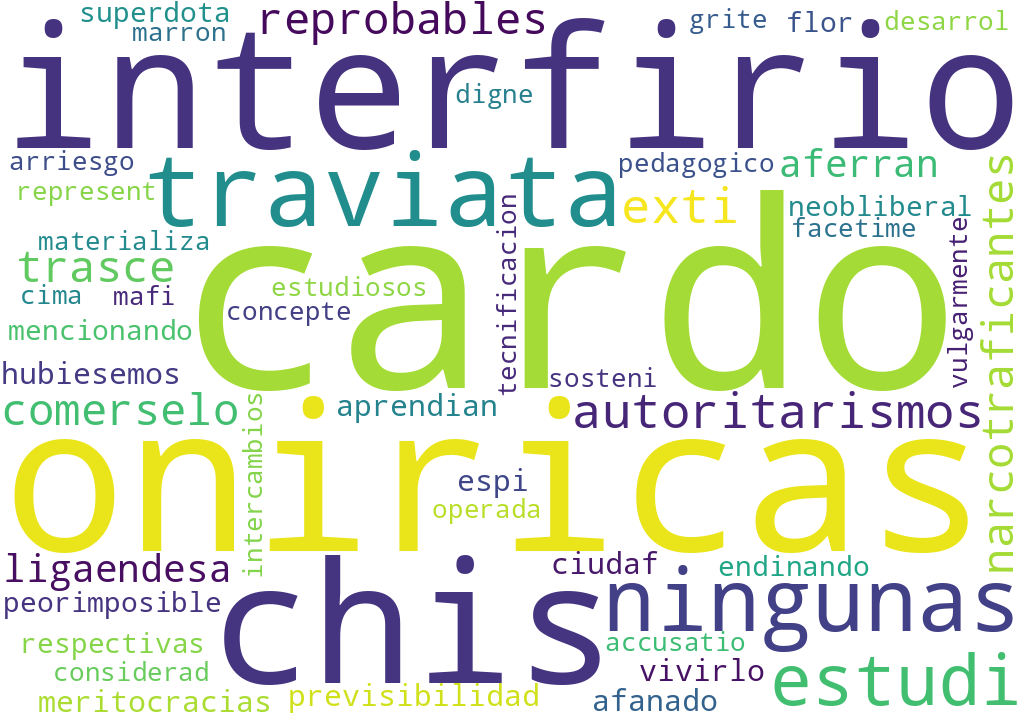 superdota
marron
reprobables
grite
flor
desarrol
interfirio
digne
arriesgo
represent
traviata
pedagogico
aferran
exti
neobliberal
facetime
narcotraficantes
materializa
trasce
cima
mafi
mencionando
estudiosos
concepte
cardo
tecnificacion
vulgarmente
hubiesemos
sosteni
comerselo
intercambios
aprendian
autoritarismos
oniricas
espi
operada
ligaendesa
peorimposible
chis
ciudaf
endinando
ningunas
respectivas
considerad
meritocracias
previsibilidad
accusatio
vivirlo
afanado
estudi